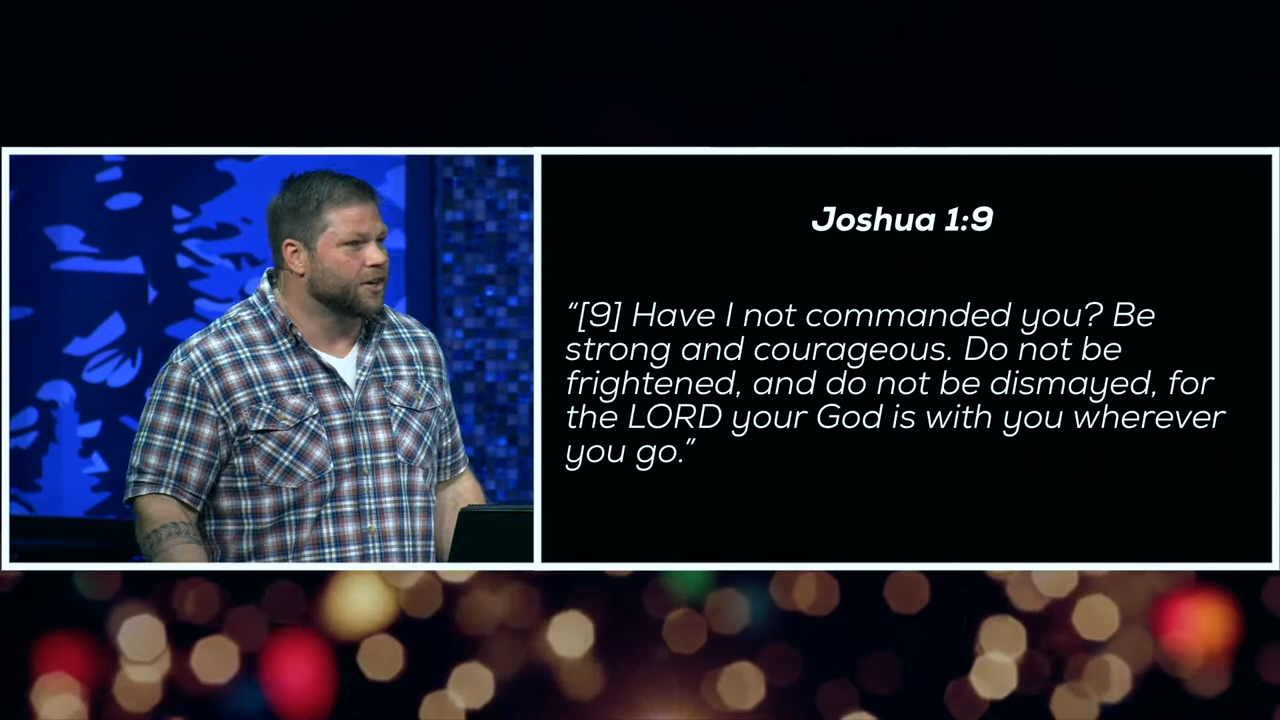 Joshua 1:9
“[9] Have I not commanded you? Be
strong and courageous. Do not be
frightened, and do not be dismayed, for
the LORD your God is with you wherever
you go.”